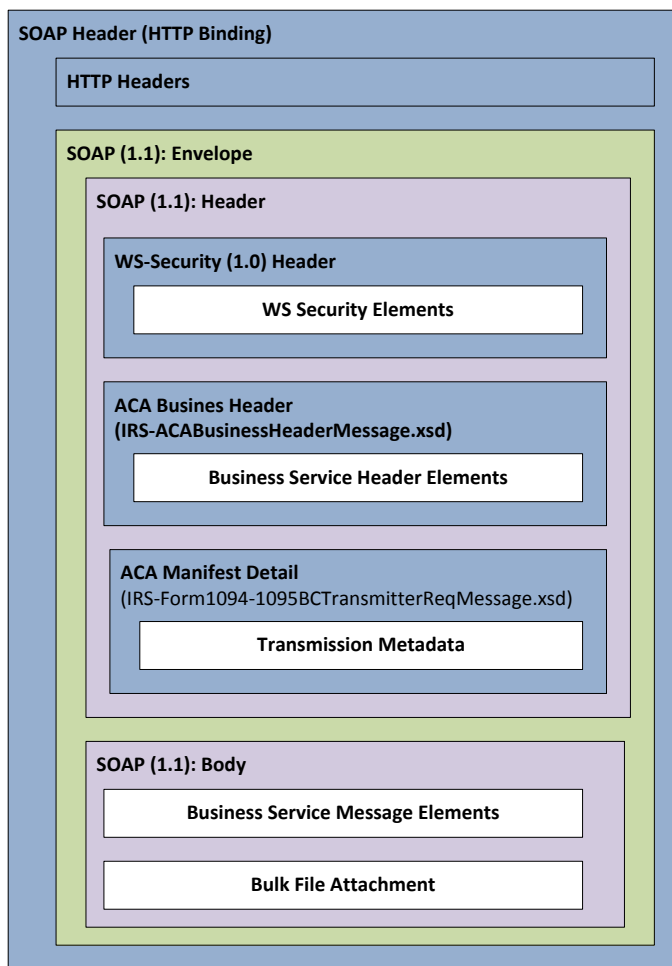 SOAP Header (HTTP Binding)
HTTP Headers
SOAP (1.1): Envelope
SOAP (1.1): Header
WS-Security (1.0) Header
WS Security Elements
ACA Busines Header
(IRS-ACABusinessHeaderMessage.xsd)
Business Service Header Elements
ACA Manifest Detail
(IRS-Form1094-1095BCTransmitterReqMessage.xsd)
Transmission Metadata
SOAP (1.1): Body
Business Service Message Elements
Bulk File Attachment